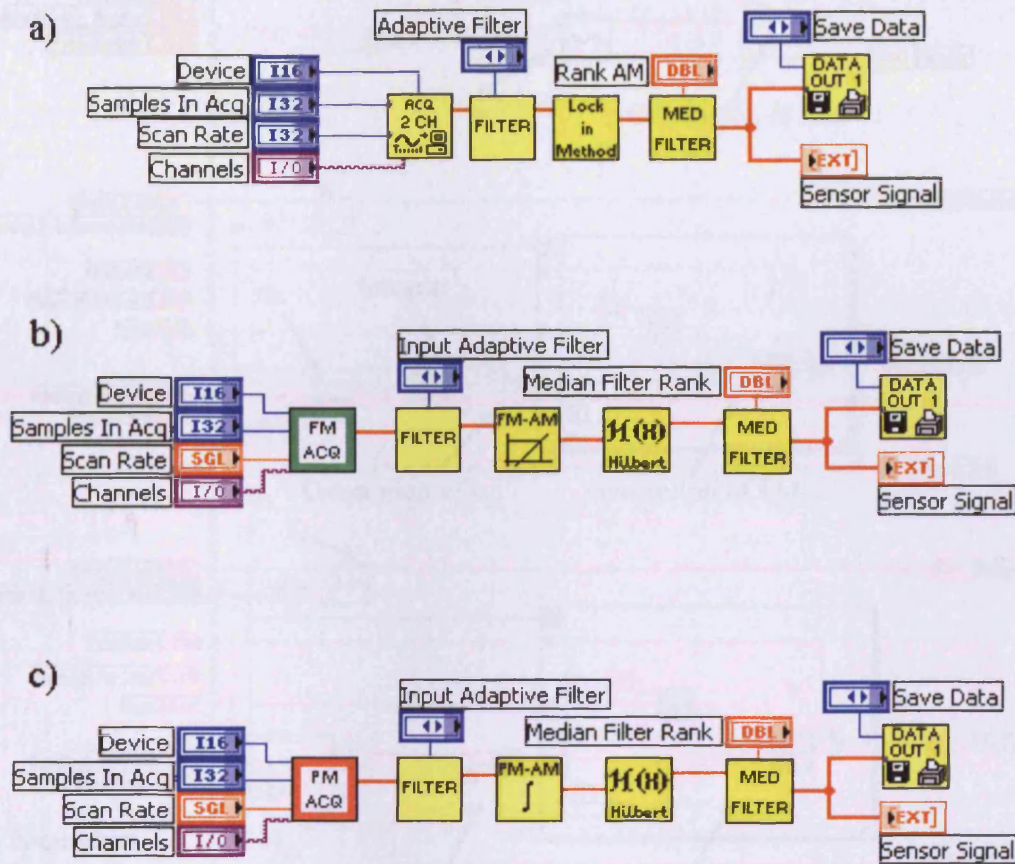 a)
Adaptive Filter
Save Data
Device
I16
Rank AM
DBL
DATA
OUT 1
Samples In Acq
I32
ACQ
2 CH
FILTER
Lock
in
Method
MED
FILTER
Scan Rate
I32
Channels
I/O
EXT]
Sensor Signal
b)
Input Adaptive Filter
Save Data
Device
I16
Median Filter Rank
DBL
DATA
OUT 1
Samples In Acq
I32
FM
ACQ
FILTER
FM-AM
H(x)
Hilbert
MED
FILTER
Scan Rate
SGL
Channels
I/O
EXT]
Sensor Signal
c)
Input Adaptive Filter
Save Data
Device
I16
Median Filter Rank
DBL
DATA
OUT 1
Samples In Acq
I32
FM
ACQ
FILTER
FM-AM
∫
H(x)
Hilbert
MED
FILTER
Scan Rate
SGL
Channels
I/O
EXT]
Sensor Signal